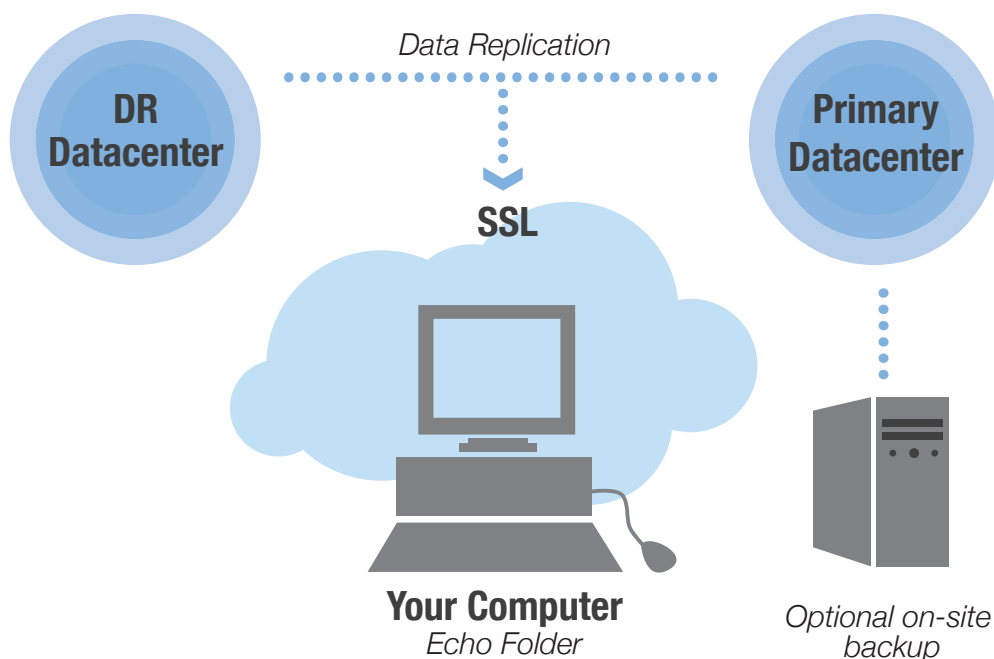 Data Replication
DR
Datacenter
Primary
Datacenter
SSL
Your Computer
Echo Folder
Optional on-site
backup